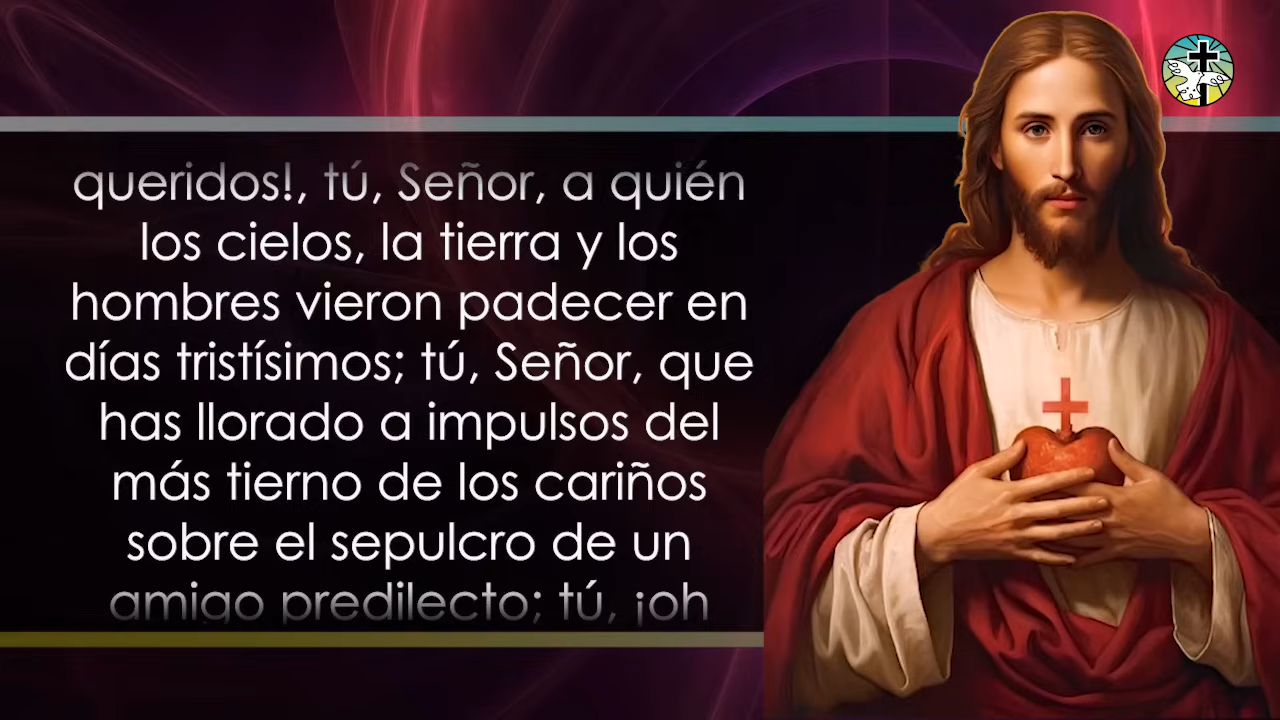 queridos!, tú, Señor, a quién
los cielos, la tierra y los
hombres vieron padecer en
días tristísimos; tú, Señor, que
has llorado a impulsos del
más tierno de los cariños
sobre el sepulcro de un
amigo predilecto; tú, ¡oh